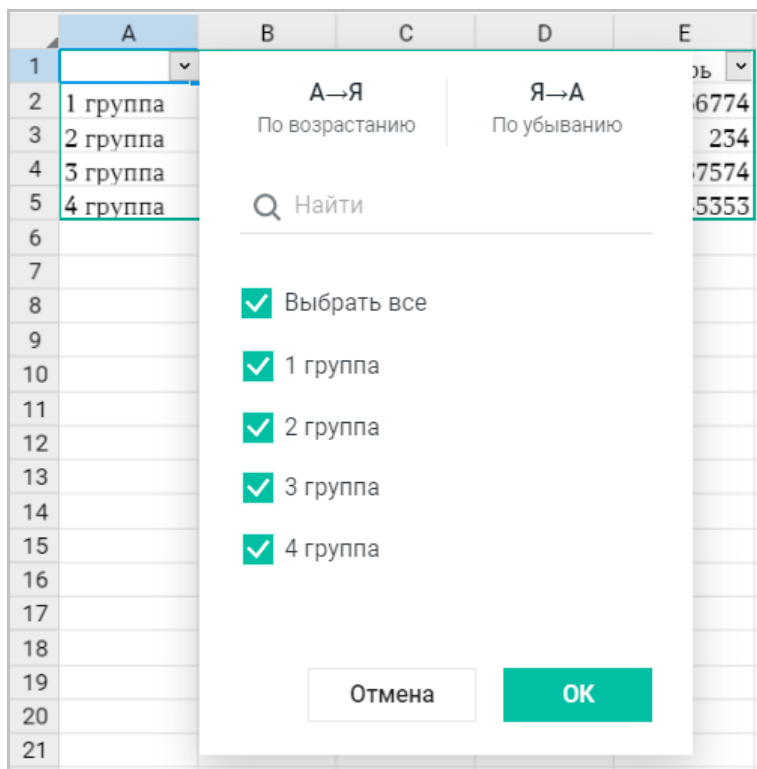 A B C D E
1 рь
А→Я Я→А
По возрастанию По убыванию
2 1 группа 6774
3 2 группа 234
4 3 группа 7574
5 4 группа 5353
Найти
6
7
8 Выбрать все
9
10 1 группа
11
12 2 группа
13 3 группа
14
15 4 группа
16
17
18
19 Отмена ОК
20
21